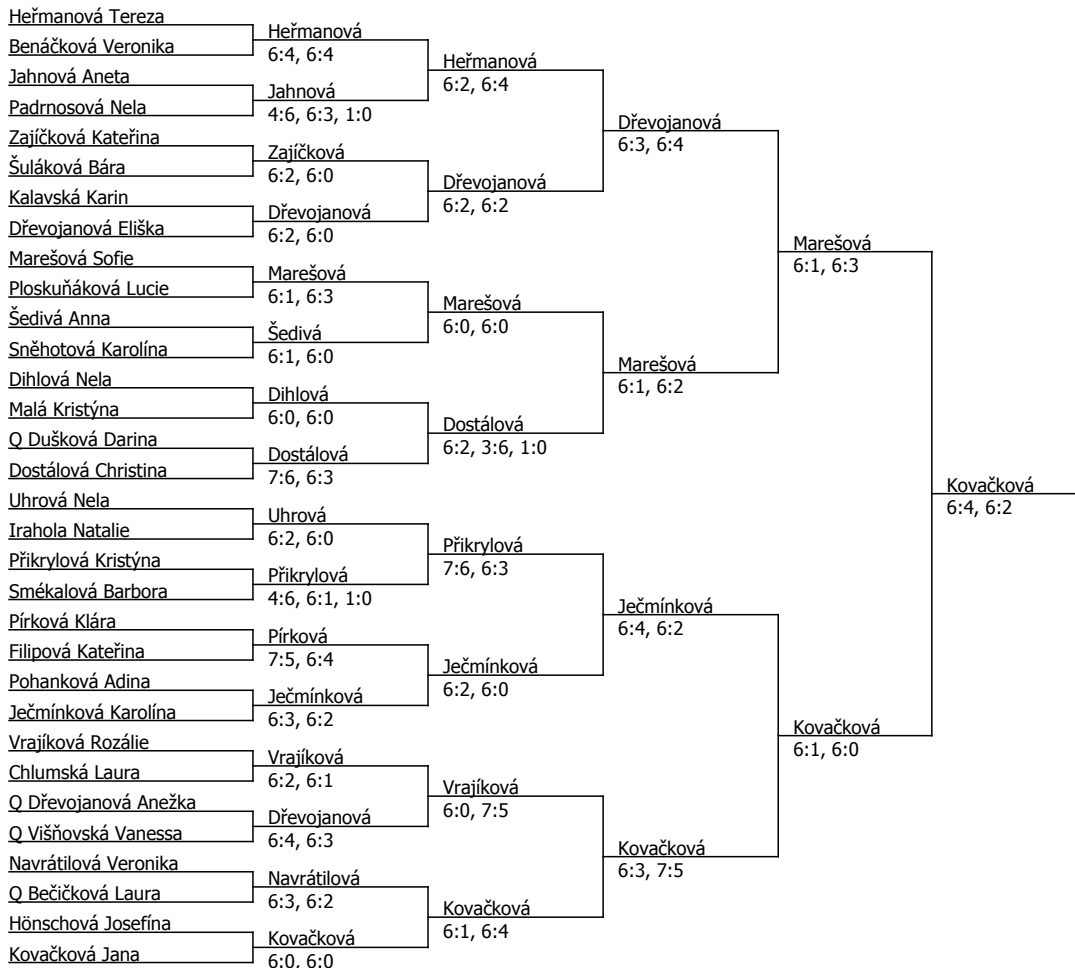 Heřmanová Tereza
Benáčková Veronika
Jahnová Aneta
Padrnosová Nela
Zajíčková Kateřina
Šuláková Bára
Kalavská Karin
Dřevojanová Eliška
Marešová Sofie
Ploskuňáková Lucie
Šedivá Anna
Sněhotová Karolína
Dihlová Nela
Malá Kristýna
Q Dušková Darina
Dostálová Christina
Uhrová Nela
Irahola Natalie
Přikrylová Kristýna
Smékalová Barbora
Pírková Klára
Filipová Kateřina
Pohanková Adina
Ječmínková Karolína
Vrajíková Rozálie
Chlumská Laura
Q Dřevojanová Anežka
Q Višňovská Vanessa
Navrátilová Veronika
Q Bečičková Laura
Hönschová Josefína
Kovačková Jana
Heřmanová
6:4, 6:4
Jahnová
4:6, 6:3, 1:0
Zajíčková
6:2, 6:0
Dřevojanová
6:2, 6:0
Marešová
6:1, 6:3
Šedivá
6:1, 6:0
Dihlová
6:0, 6:0
Dostálová
7:6, 6:3
Uhrová
6:2, 6:0
Přikrylová
4:6, 6:1, 1:0
Pírková
7:5, 6:4
Ječmínková
6:3, 6:2
Vrajíková
6:2, 6:1
Dřevojanová
6:4, 6:3
Navrátilová
6:3, 6:2
Kovačková
6:0, 6:0
Heřmanová
6:2, 6:4
Dřevojanová
6:2, 6:2
Marešová
6:0, 6:0
Dostálová
6:2, 3:6, 1:0
Přikrylová
7:6, 6:3
Ječmínková
6:2, 6:0
Vrajíková
6:0, 7:5
Kovačková
6:1, 6:4
Dřevojanová
6:3, 6:4
Marešová
6:1, 6:2
Ječmínková
6:4, 6:2
Kovačková
6:3, 7:5
Marešová
6:1, 6:3
Kovačková
6:1, 6:0
Kovačková
6:4, 6:2